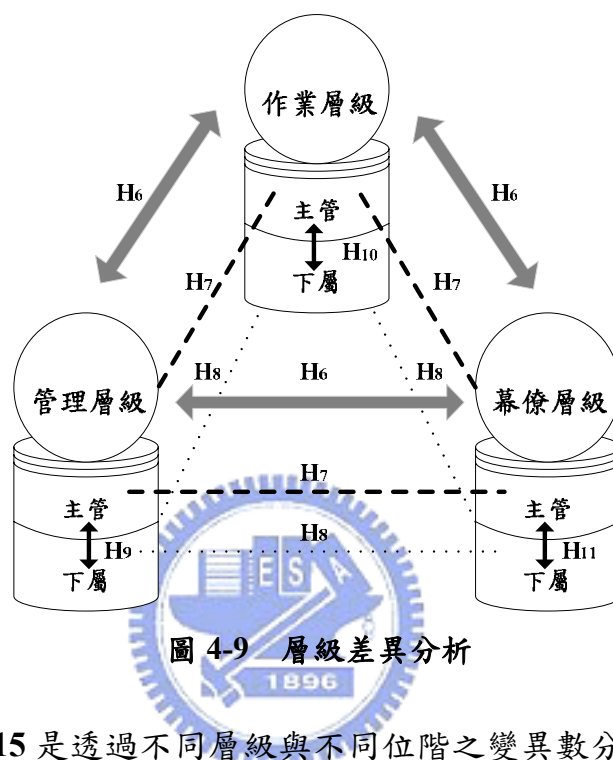 作業層級
H6
H6
主管
H10
下屬
H7
H7
管理層級
H8
H6
H8
幕僚層級
主管
H7
主管
H9
H8
H11
下屬
下屬
ESA
圖 4-9 層級差異分析
1896
15 是透過不同層級與不同位階之變異數分